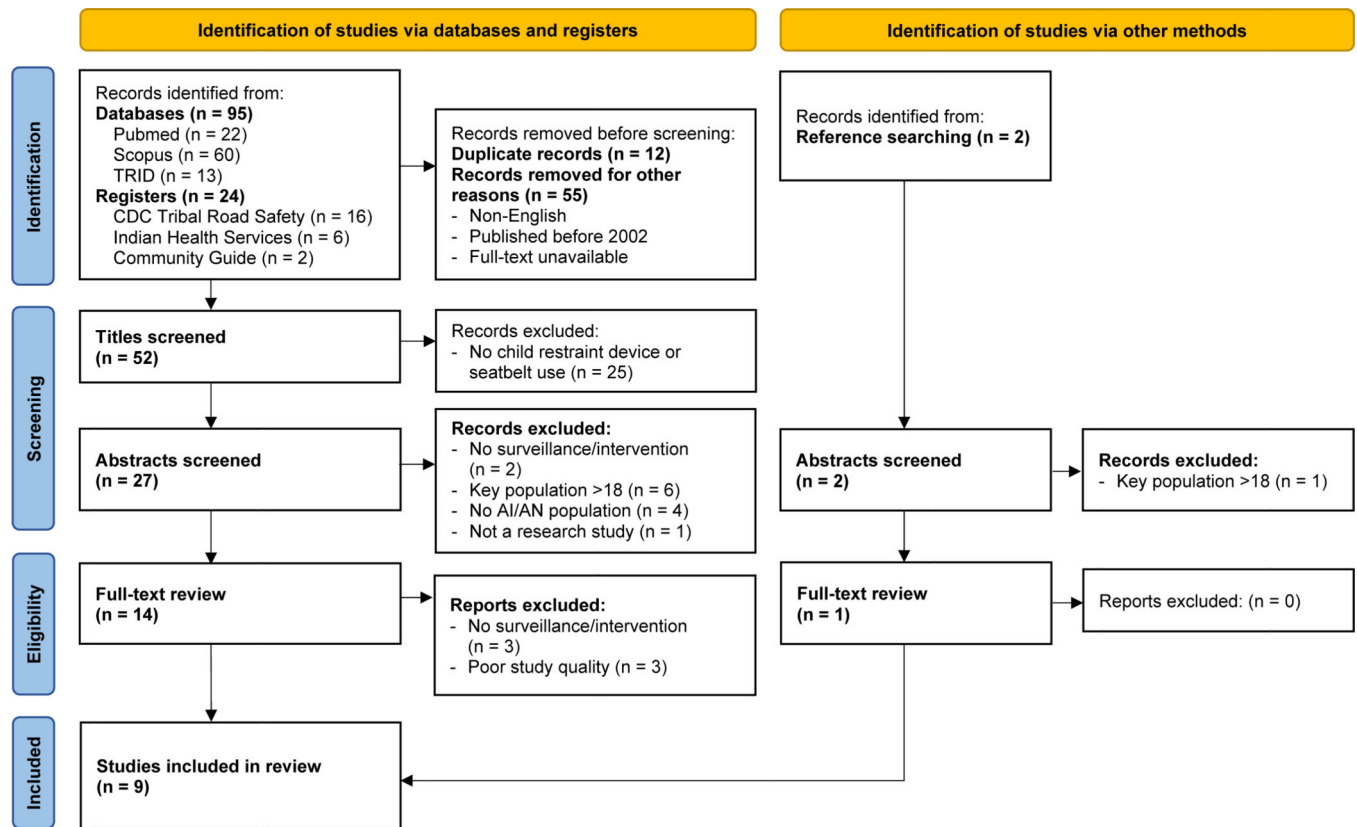 Identification of studies via databases and registers
Identification of studies via other methods
Identification
Records identified from:
Databases (n = 95)
Pubmed (n = 22)
Scopus (n = 60)
TRID (n = 13)
Registers (n = 24)
CDC Tribal Road Safety (n = 16)
Indian Health Services (n = 6)
Community Guide (n = 2)
Records removed before screening:
Duplicate records (n = 12)
Records removed for other
reasons (n = 55)
- Non-English
- Published before 2002
- Full-text unavailable
Records identified from:
Reference searching (n = 2)
Screening
Titles screened
(n = 52)
Records excluded:
- No child restraint device or
seatbelt use (n = 25)
Abstracts screened
(n = 27)
Records excluded:
- No surveillance/intervention
(n = 2)
- Key population >18 (n = 6)
- No AI/AN population (n = 4)
- Not a research study (n = 1)
Abstracts screened
(n = 2)
Records excluded:
- Key population >18 (n = 1)
Eligibility
Full-text review
(n = 14)
Reports excluded:
- No surveillance/intervention
(n = 3)
- Poor study quality (n = 3)
Full-text review
(n = 1)
Reports excluded: (n = 0)
Included
Studies included in review
(n = 9)